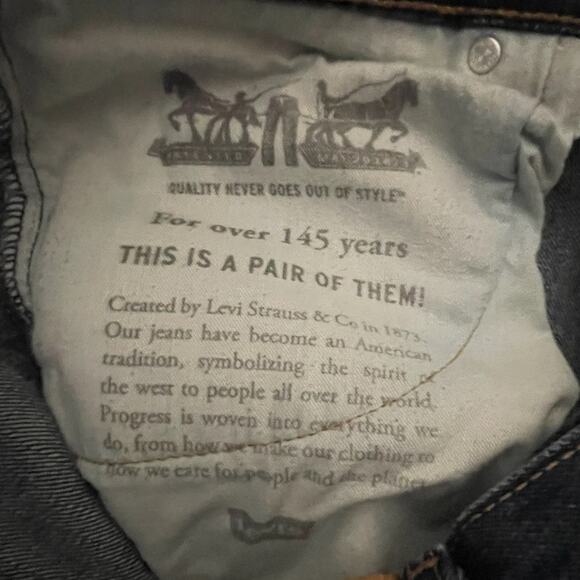 QUALITY NEVER GOES OUT OF STYLE™
For over 145 years
THIS IS A PAIR OF THEM!
Created by Levi Strauss & Co in 1873.
Our jeans have become an American
tradition, symbolizing the spirit of
the west to people all over the world.
Progress is woven into everything we
do, from how we make our clothing to
how we care for people and the planet.
Levi's